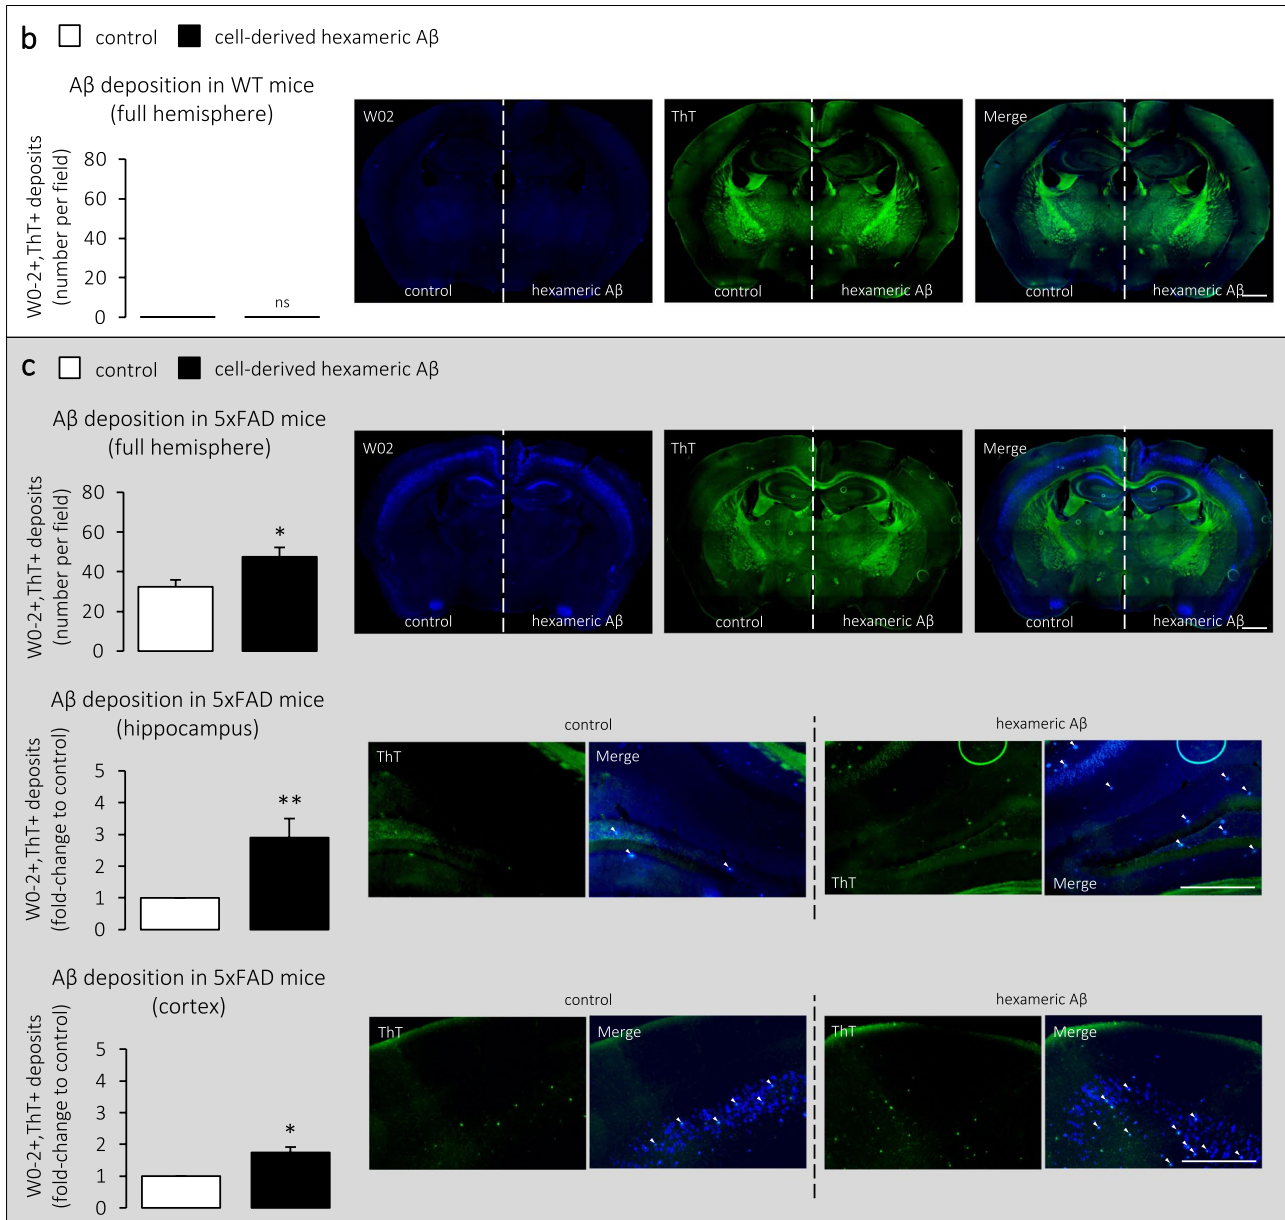 b control cell-derived hexameric Aβ
Aβ deposition in WT mice
(full hemisphere)
W0-2+,ThT+ deposits
(number per field)
80
60
40
20
0
ns
W02
control
hexameric Aβ
ThT
control
hexameric Aβ
Merge
control
hexameric Aβ
c control cell-derived hexameric Aβ
Aβ deposition in 5xFAD mice
(full hemisphere)
W0-2+,ThT+ deposits
(number per field)
80
60
40
20
0
*
W02
control
hexameric Aβ
ThT
control
hexameric Aβ
Merge
control
hexameric Aβ
Aβ deposition in 5xFAD mice
(hippocampus)
W0-2+,ThT+ deposits
(fold-change to control)
5
4
3
2
1
0
**
control
ThT
Merge
hexameric Aβ
ThT
Merge
Aβ deposition in 5xFAD mice
(cortex)
W0-2+,ThT+ deposits
(fold-change to control)
5
4
3
2
1
0
*
control
ThT
Merge
hexameric Aβ
ThT
Merge